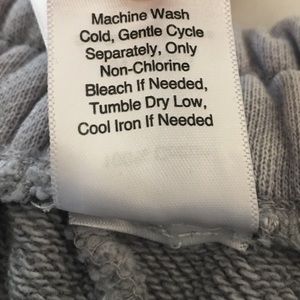 Machine Wash
Cold, Gentle Cycle
Separately, Only
Non-Chlorine
Bleach If Needed,
Tumble Dry Low,
Cool Iron If Needed